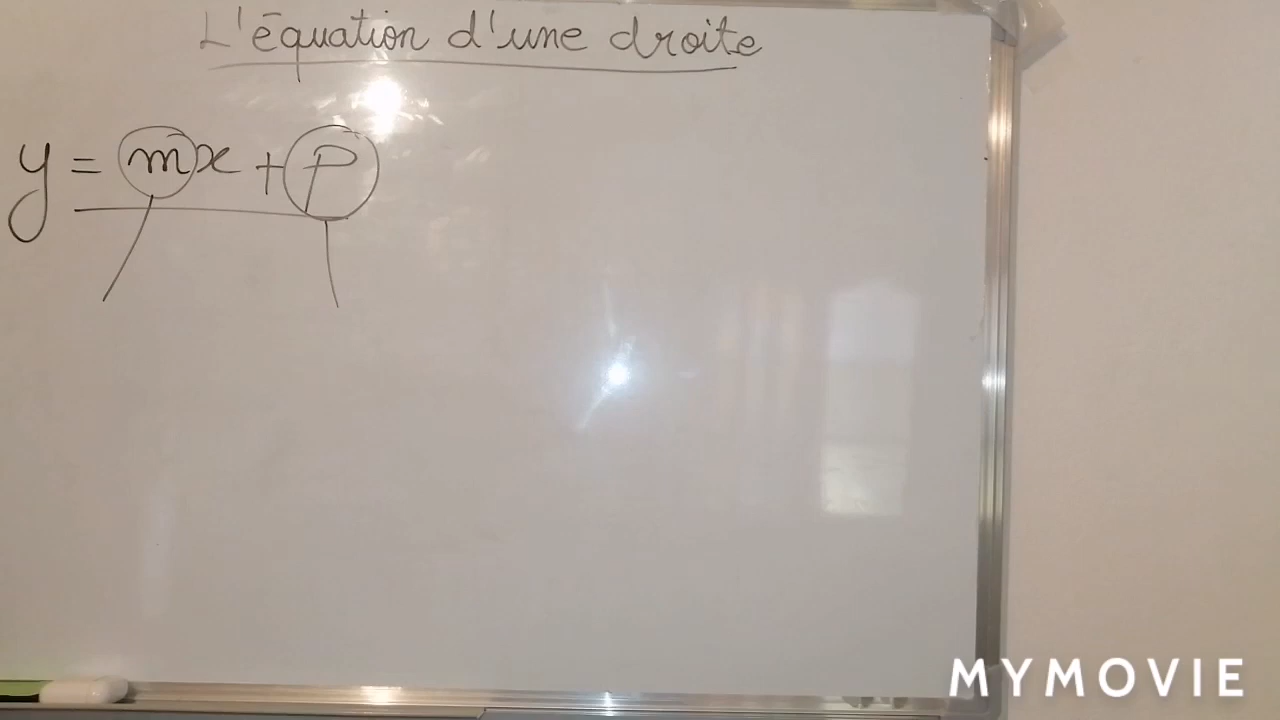 L'équation d'une droite
y = mx + p
MYMOVIE